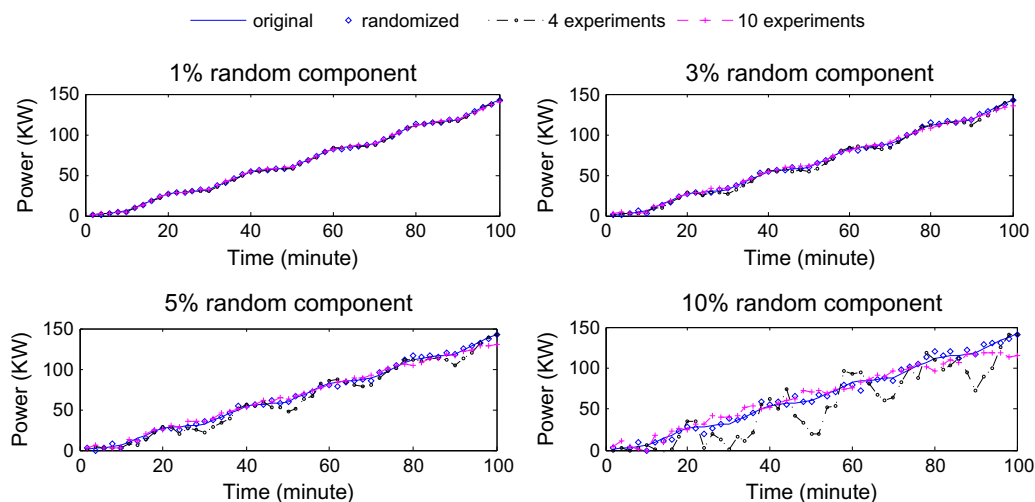 original randomized 4 experiments 10 experiments
1% random component
150
100
50
0
Power (KW)
0 20 40 60 80 100
Time (minute)
3% random component
150
100
50
0
Power (KW)
0 20 40 60 80 100
Time (minute)
5% random component
150
100
50
0
Power (KW)
0 20 40 60 80 100
Time (minute)
10% random component
150
100
50
0
Power (KW)
0 20 40 60 80 100
Time (minute)